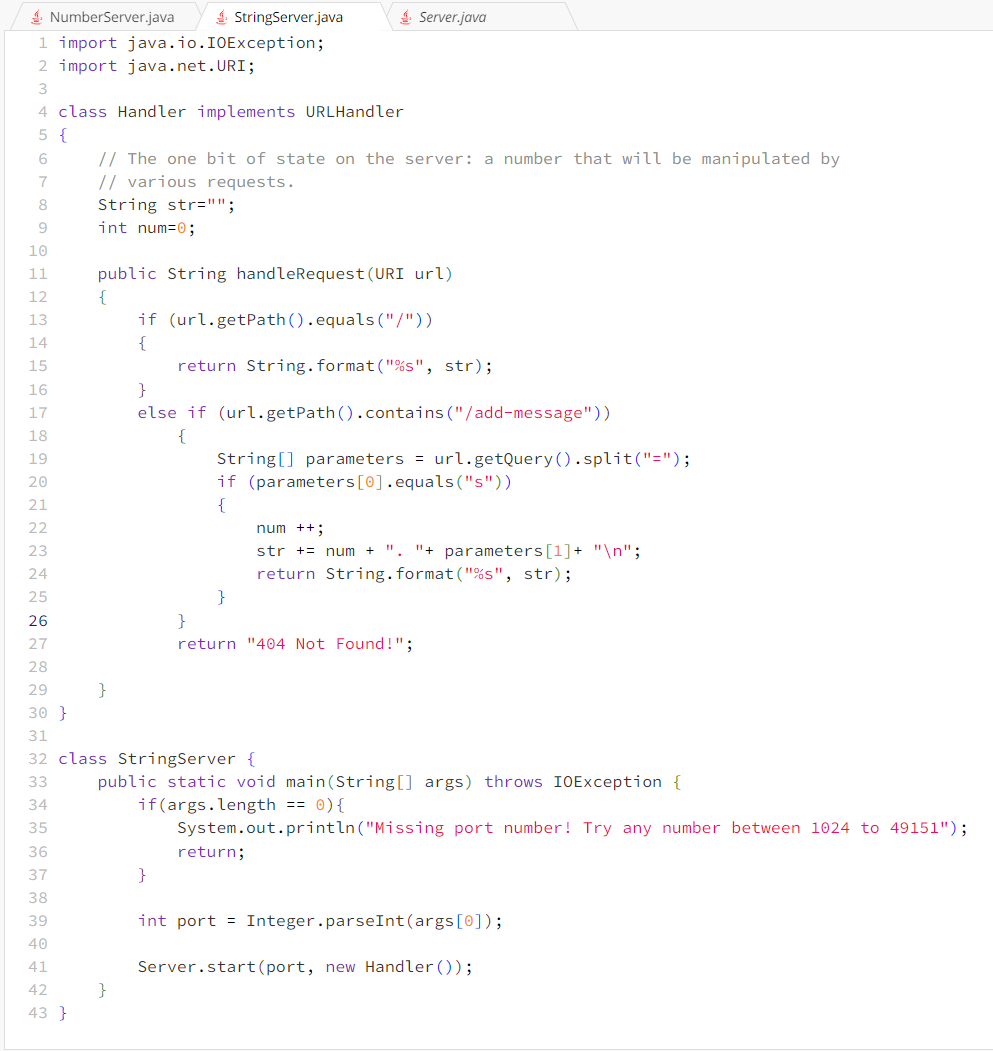 NumberServer.java StringServer.java Server.java
1 import java.io.IOException;
2 import java.net.URI;
3
4 class Handler implements URLHandler
5 {
6     // The one bit of state on the server: a number that will be manipulated by
7     // various requests.
8     String str="";
9     int num=0;
10
11     public String handleRequest(URI url)
12     {
13         if (url.getPath().equals("/"))
14         {
15             return String.format("%s", str);
16         }
17         else if (url.getPath().contains("/add-message"))
18             {
19                 String[] parameters = url.getQuery().split("=");
20                 if (parameters[0].equals("s"))
21                 {
22                     num ++;
23                     str += num + ". "+ parameters[1]+ "\n";
24                     return String.format("%s", str);
25                 }
26             }
27             return "404 Not Found!";
28
29     }
30 }
31
32 class StringServer {
33     public static void main(String[] args) throws IOException {
34         if(args.length == 0){
35             System.out.println("Missing port number! Try any number between 1024 to 49151");
36             return;
37         }
38
39         int port = Integer.parseInt(args[0]);
40
41         Server.start(port, new Handler());
42     }
43 }